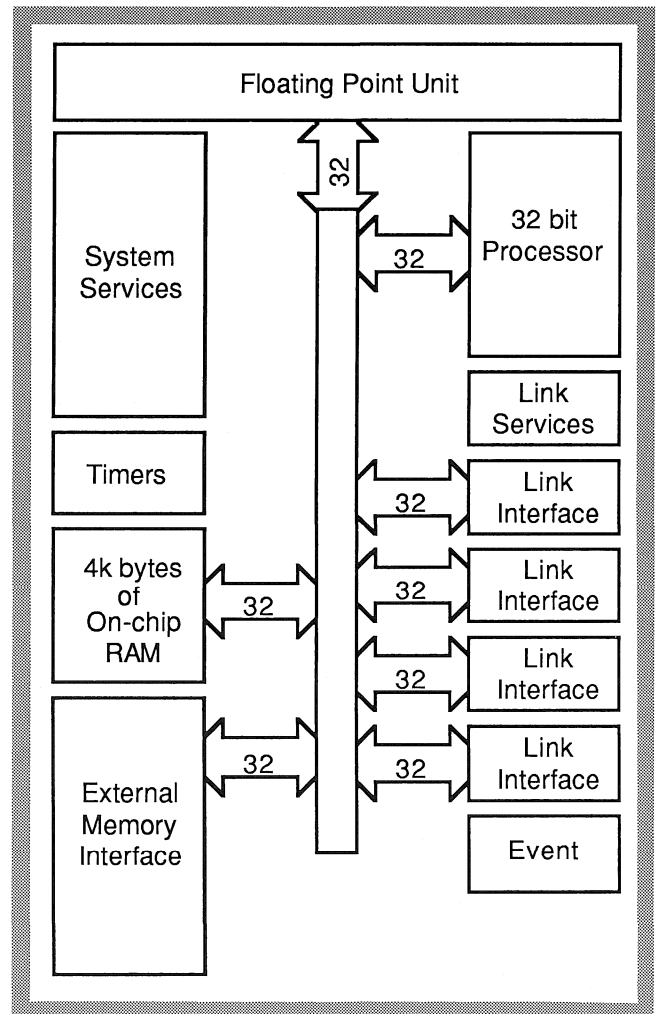 Floating Point Unit
32
System
Services
32 bit
Processor
32
Link
Services
Timers
32
Link
Interface
4k bytes
of
On-chip
RAM
32
32
Link
Interface
32
Link
Interface
External
Memory
Interface
32
32
Link
Interface
Event